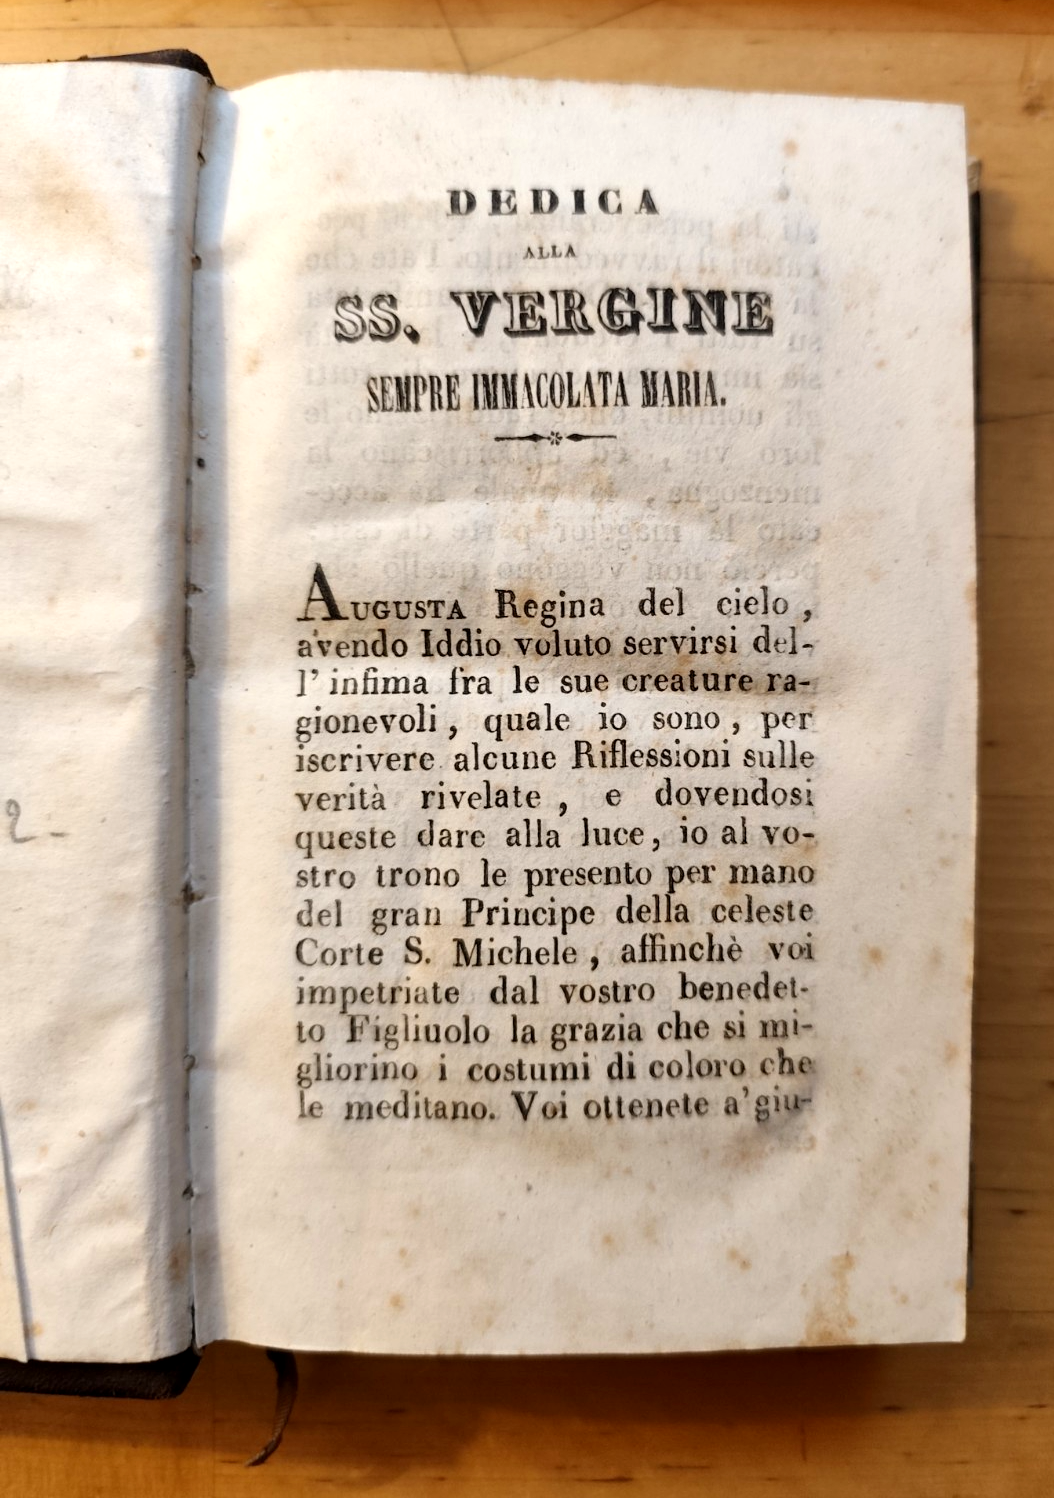 DEDICA
ALLA
SS. VERGINE
SEMPRE IMMACOLATA MARIA.
AUGUSTA Regina del cielo ,
avendo Iddio voluto servirsi del-
l' infima fra le sue creature ra-
gionevoli , quale io sono , per
iscrivere alcune Riflessioni sulle
verità rivelate , e dovendosi
queste dare alla luce, io al vo-
stro trono le presento per mano
del gran Principe della celeste
Corte S. Michele , affinchè voi
impetriate dal vostro benedet-
to Figliuolo la grazia che si mi-
gliorino i costumi di coloro che
le meditano. Voi ottenete a'giu-
2-